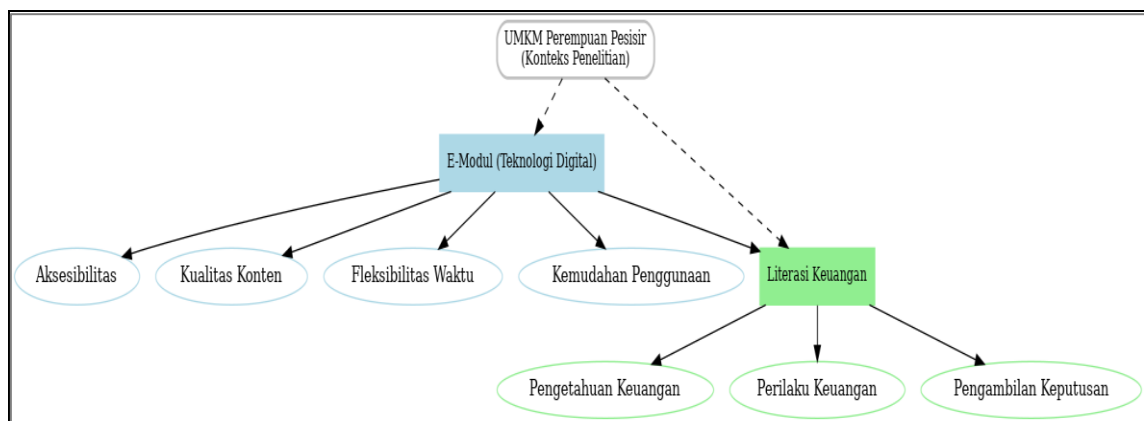 UMKM Perempuan Pesisir
(Konteks Penelitian)
E-Modul (Teknologi Digital)
Aksesibilitas
Kualitas Konten
Fleksibilitas Waktu
Kemudahan Penggunaan
Literasi Keuangan
Pengetahuan Keuangan
Perilaku Keuangan
Pengambilan Keputusan